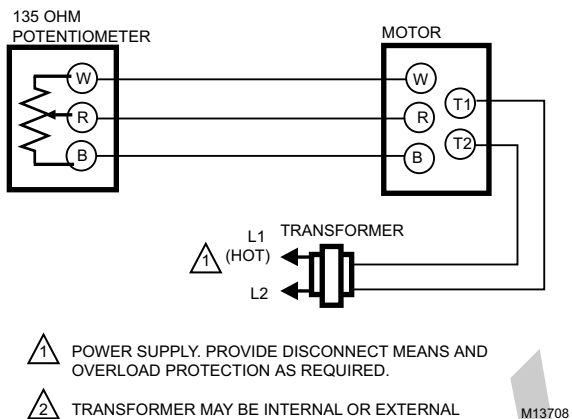 135 OHM
POTENTIOMETER
MOTOR
W
R
B
W
R
B
T1
T2
TRANSFORMER
L1
(HOT)
L2
1
1 POWER SUPPLY. PROVIDE DISCONNECT MEANS AND
OVERLOAD PROTECTION AS REQUIRED.
2 TRANSFORMER MAY BE INTERNAL OR EXTERNAL
M13708